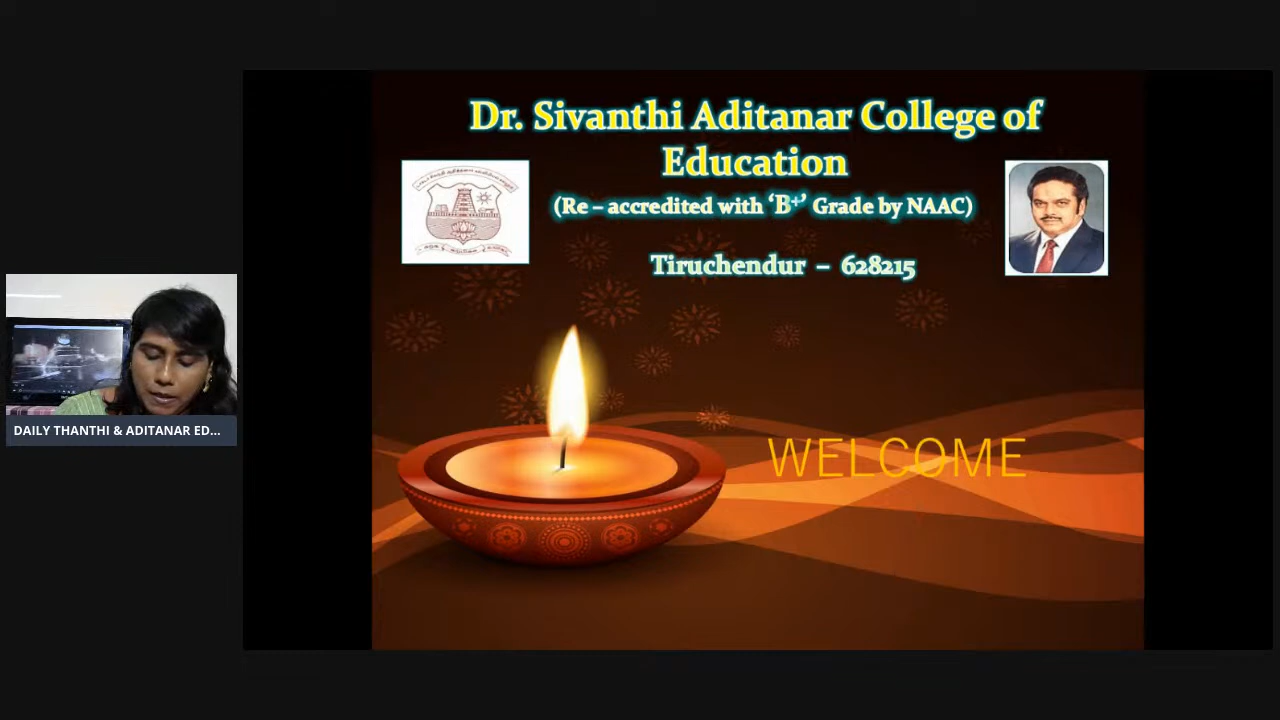 Dr. Sivanthi Aditanar College of
Education
(Re – accredited with ‘B+’ Grade by NAAC)
Tiruchendur – 628215
WELCOME
DAILY THANTHI & ADITANAR ED...